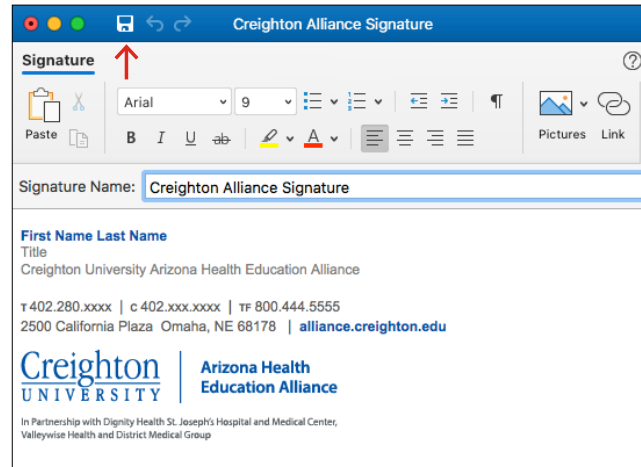 Creighton Alliance Signature
Signature
?
Arial 9 ¶
Paste B I U ab A Pictures Link
Signature Name: Creighton Alliance Signature
First Name Last Name
Title
Creighton University Arizona Health Education Alliance
T 402.280.xxxx | C 402.xxx.xxxx | TF 800.444.5555
2500 California Plaza Omaha, NE 68178 | alliance.creighton.edu
Creighton
UNIVERSITY
Arizona Health
Education Alliance
In Partnership with Dignity Health St. Joseph's Hospital and Medical Center,
Valleywise Health and District Medical Group